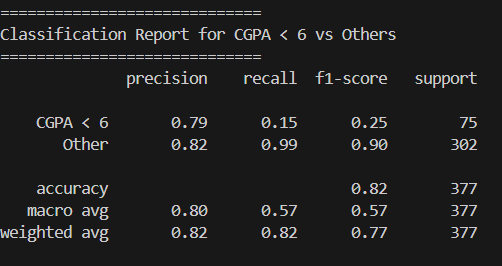 ==============================
Classification Report for CGPA < 6 vs Others
==============================
precision recall f1-score support
CGPA < 6 0.79 0.15 0.25 75
Other 0.82 0.99 0.90 302
accuracy 0.82 377
macro avg 0.80 0.57 0.57 377
weighted avg 0.82 0.82 0.77 377